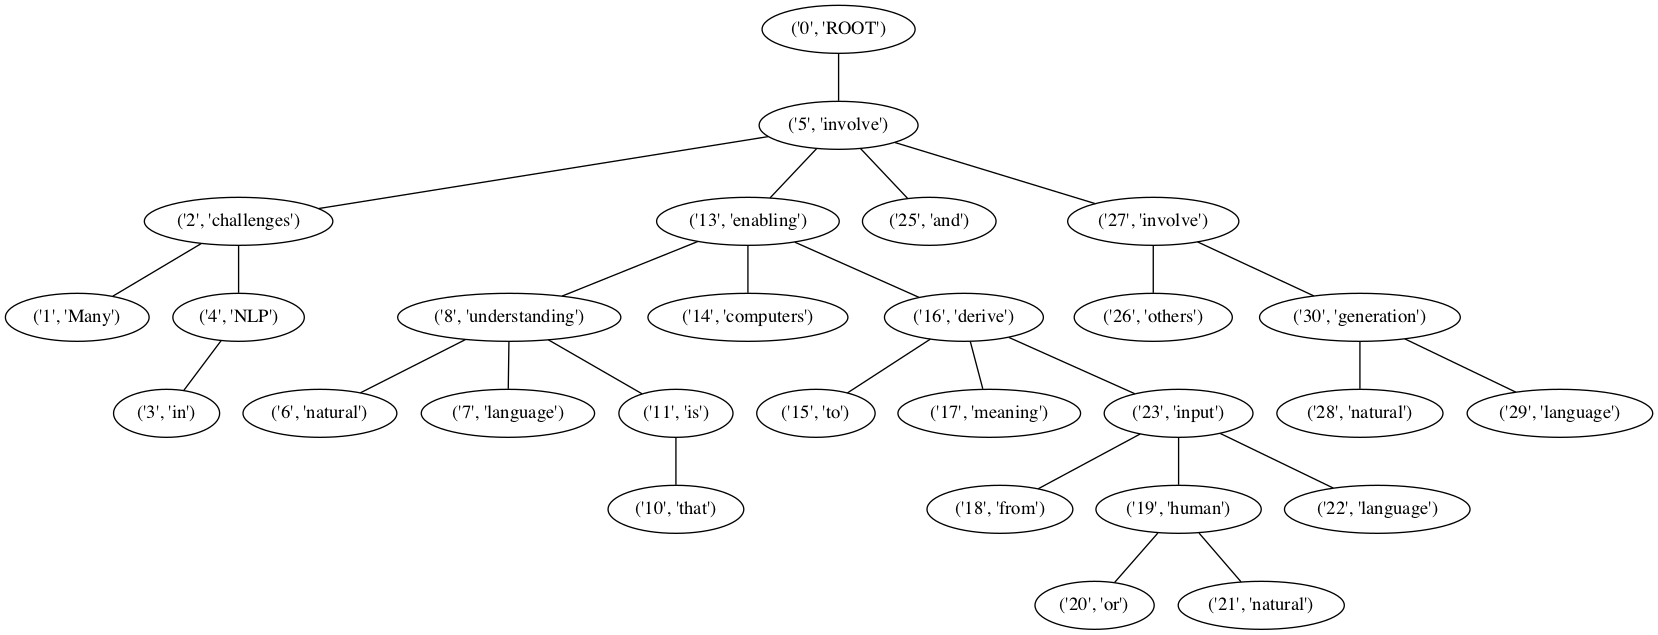 ('0', 'ROOT')
('5', 'involve')
('2', 'challenges')
('13', 'enabling')
('25', 'and')
('27', 'involve')
('1', 'Many')
('4', 'NLP')
('8', 'understanding')
('14', 'computers')
('16', 'derive')
('26', 'others')
('30', 'generation')
('3', 'in')
('6', 'natural')
('7', 'language')
('11', 'is')
('15', 'to')
('17', 'meaning')
('23', 'input')
('28', 'natural')
('29', 'language')
('10', 'that')
('18', 'from')
('19', 'human')
('22', 'language')
('20', 'or')
('21', 'natural')